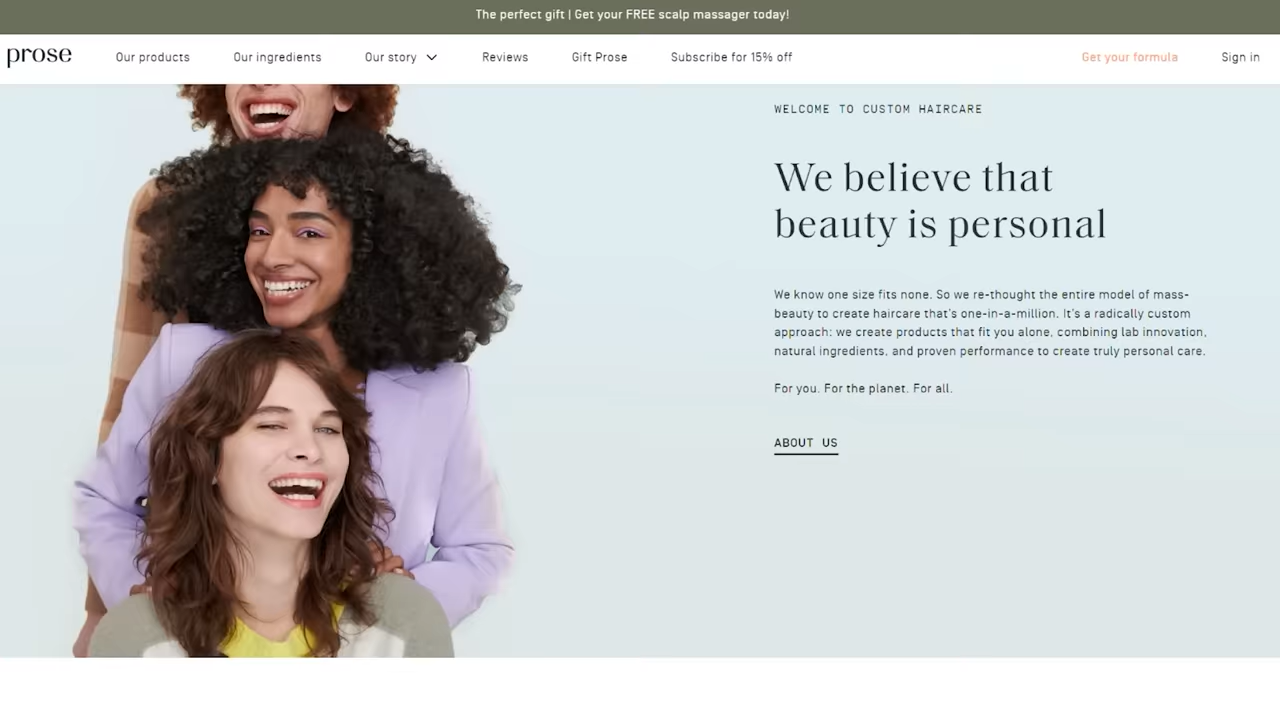 The perfect gift | Get your FREE scalp massager today!
prose
Our products
Our ingredients
Our story
Reviews
Gift Prose
Subscribe for 15% off
Get your formula
Sign in
WELCOME TO CUSTOM HAIRCARE
We believe that
beauty is personal
We know one size fits none. So we re-thought the entire model of mass-
beauty to create haircare that's one-in-a-million. It's a radically custom
approach: we create products that fit you alone, combining lab innovation,
natural ingredients, and proven performance to create truly personal care.
For you. For the planet. For all.
ABOUT US